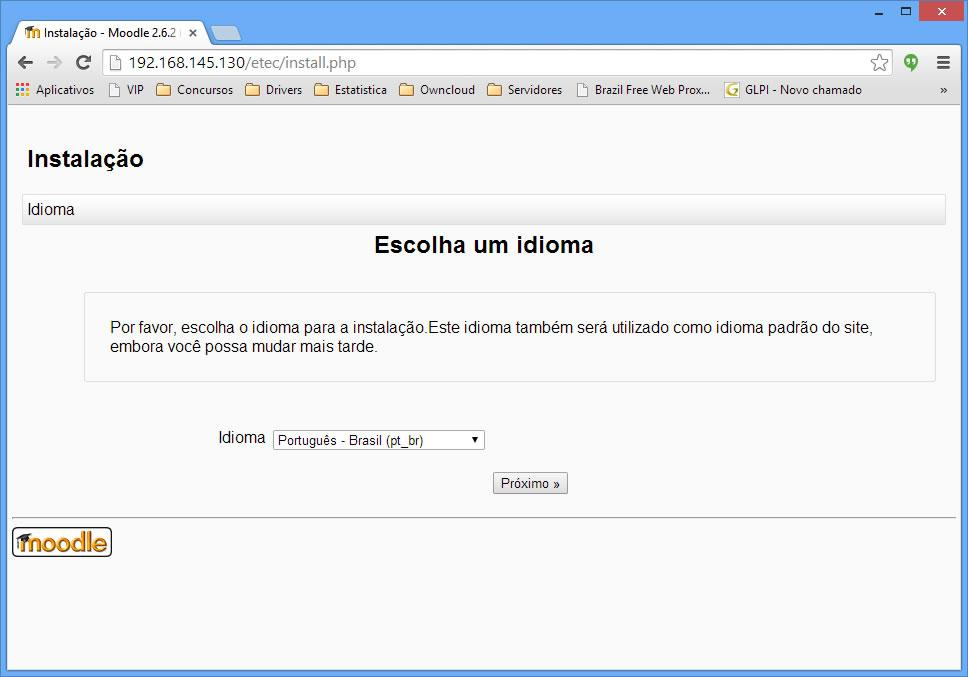 Instalação - Moodle 2.6.2
192.168.145.130/etec/install.php
Aplicativos VIP Concursos Drivers Estatistica Owncloud Servidores Brazil Free Web Prox... GLPI - Novo chamado »
Instalação
Idioma
Escolha um idioma
Por favor, escolha o idioma para a instalação.Este idioma também será utilizado como idioma padrão do site,
embora você possa mudar mais tarde.
Idioma Português - Brasil (pt_br)
Próximo »
moodle